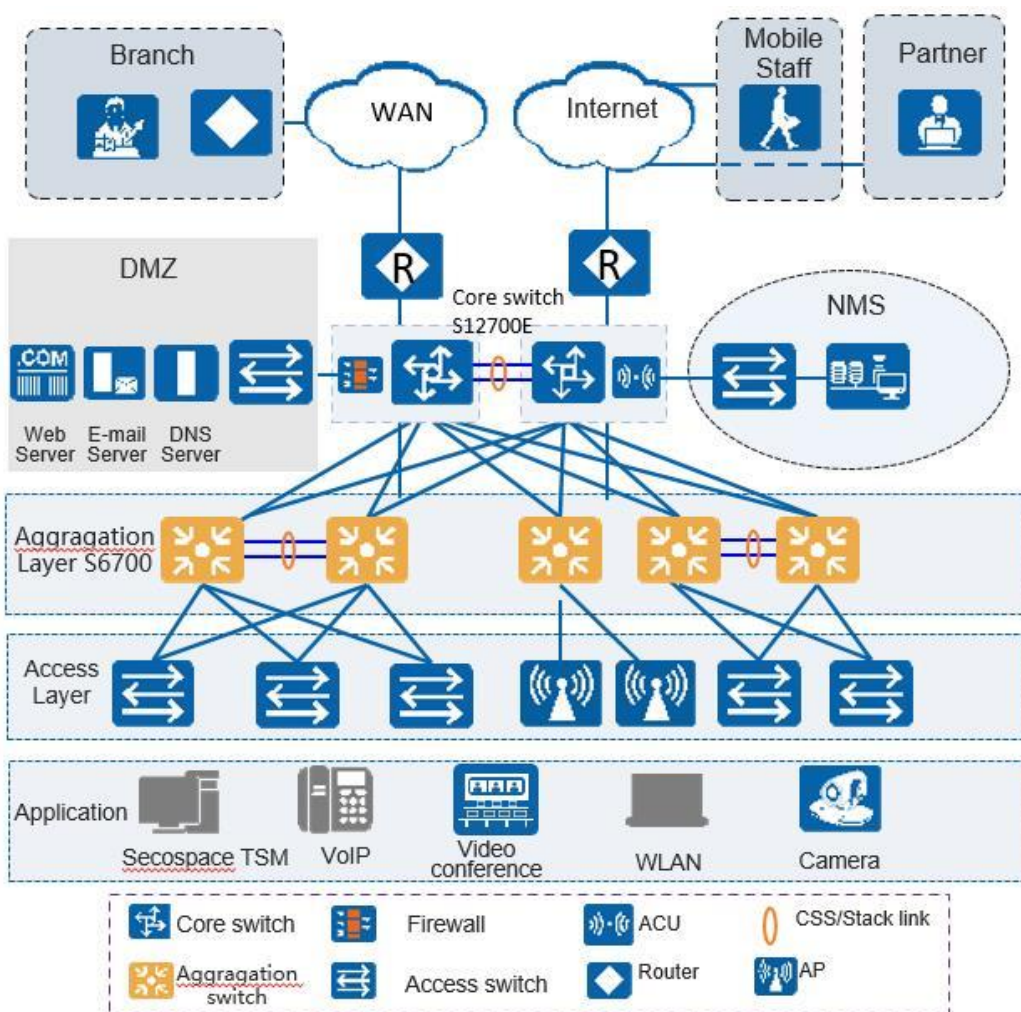 Branch
WAN
Internet
Mobile
Staff
Partner
DMZ
R
R
Core switch
S12700E
NMS
.COM
Web
Server
E-mail
Server
DNS
Server
Aggragation
Layer S6700
Access
Layer
Application
Secospace TSM
VoIP
Video
conference
WLAN
Camera
Core switch
Firewall
ACU
CSS/Stack link
Aggragation
switch
Access switch
Router
AP